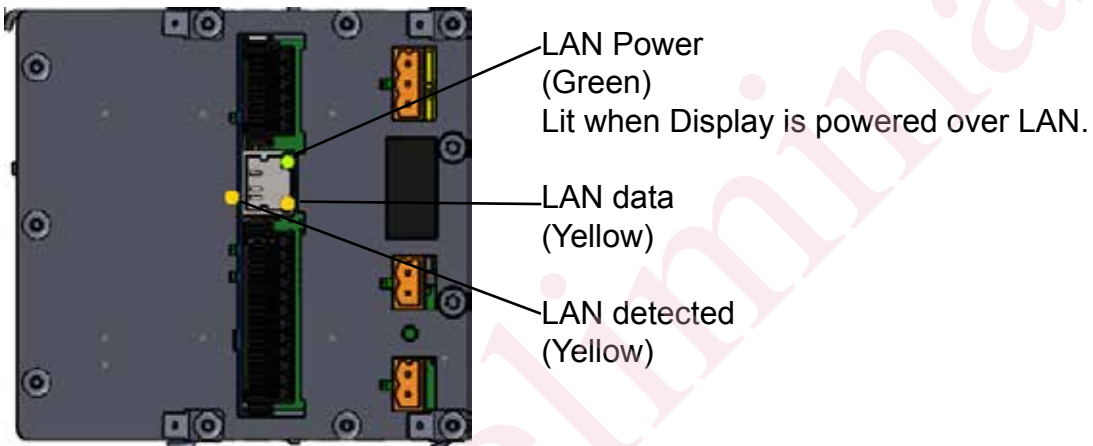 LAN Power
(Green)
Lit when Display is powered over LAN.
LAN data
(Yellow)
LAN detected
(Yellow)